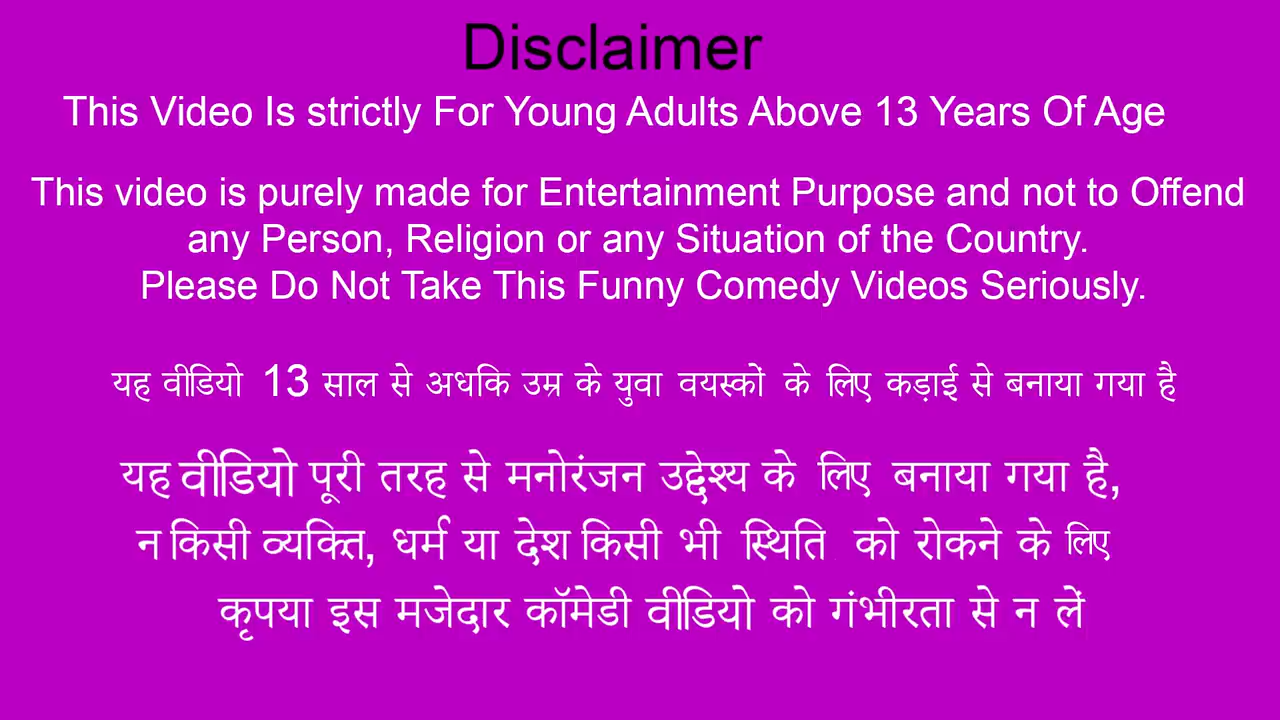 Disclaimer
This Video Is strictly For Young Adults Above 13 Years Of Age
This video is purely made for Entertainment Purpose and not to Offend
any Person, Religion or any Situation of the Country.
Please Do Not Take This Funny Comedy Videos Seriously.
यह वीडियो 13 साल से अधकि उम्र के युवा वयस्कों के लिए कड़ाई से बनाया गया है
यह वीडियो पूरी तरह से मनोरंजन उद्देश्य के लिए बनाया गया है,
न किसी व्यक्ति, धर्म या देश किसी भी स्थिति को रोकने के लिए
कृपया इस मजेदार कॉमेडी वीडियो को गंभीरता से न लें